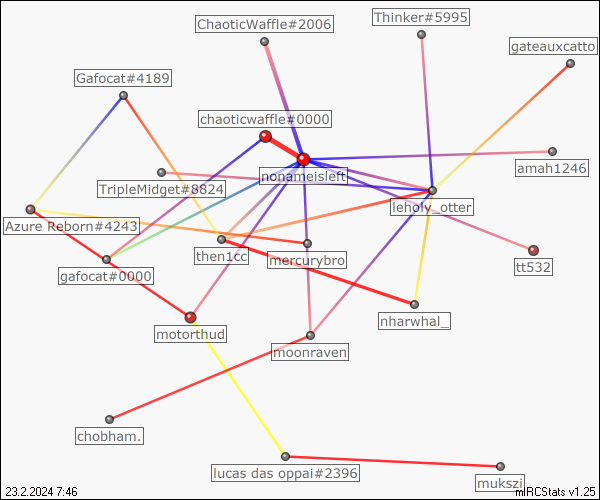 ChaoticWaffle#2006
Thinker#5995
gateauxcatto
Gafocat#4189
chaoticwaffle#0000
nonameisleft
amah1246
TripleMidget#8824
leholy_otter
Azure Reborn#4243
then1cc
mercurybro
tt532
gafocat#0000
nharwhal_
motorthud
moonraven
chobham.
lucas das oppai#2396
mukszi
23.2.2024 7:46
mIRCStats v1.25